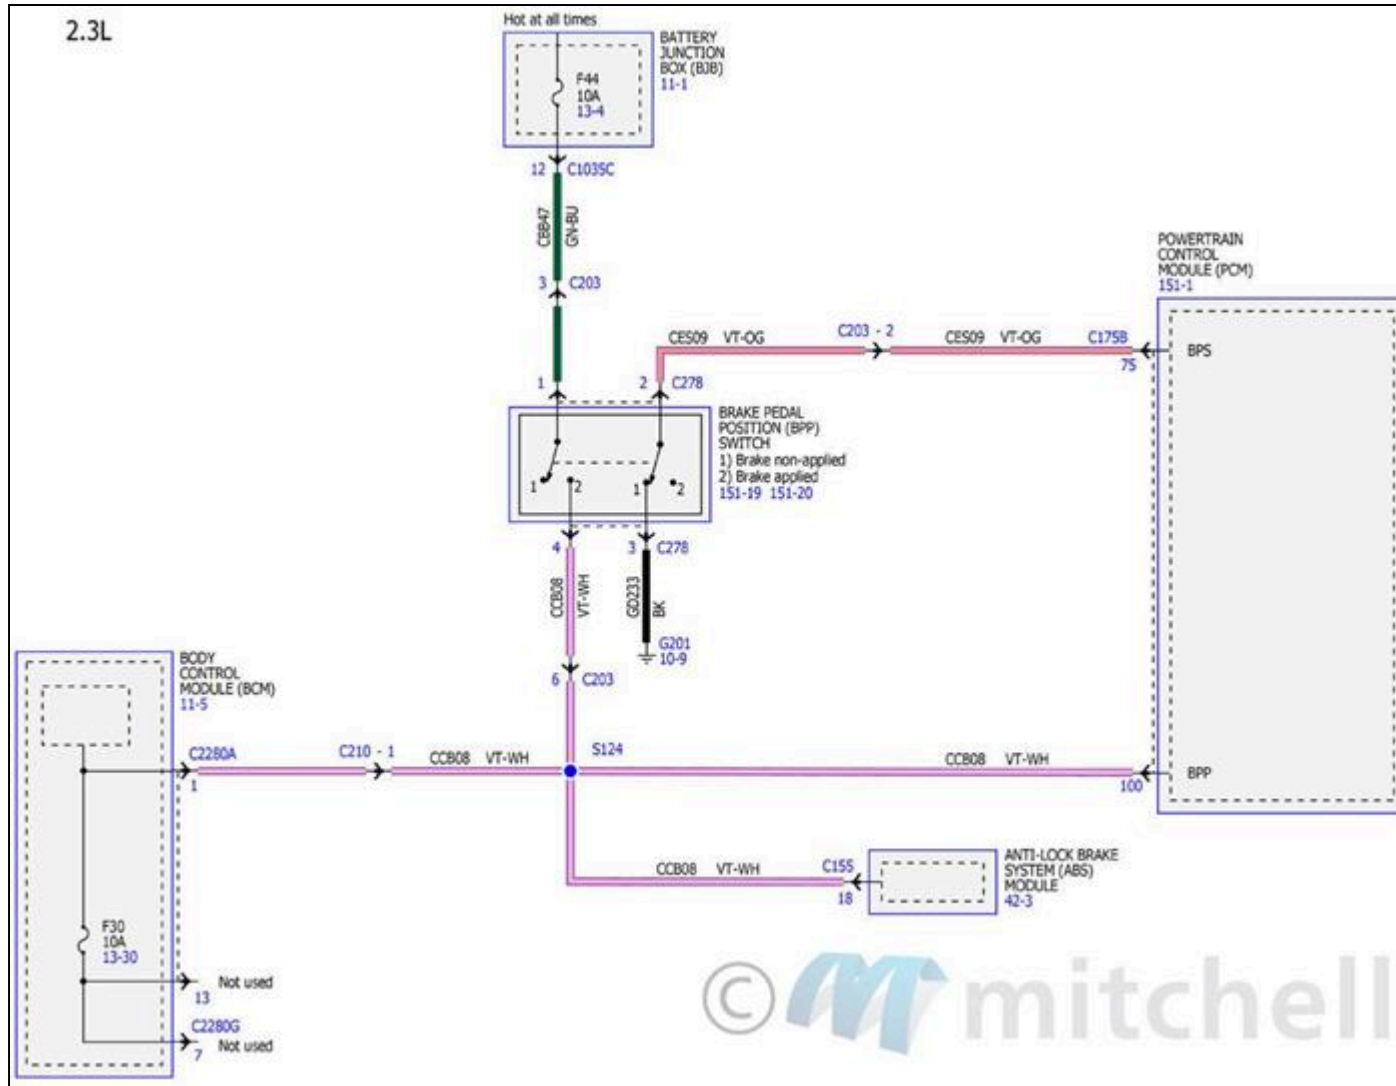 2.3L
Hot at all times
BATTERY
JUNCTION
BOX (BJB)
11-1
F44
10A
13-4
12 C1035C
CBB47
GN-BU
3 C203
POWERTRAIN
CONTROL
MODULE (PCM)
151-1
CES09 VT-OG
C203 - 2
CES09 VT-OG
C175B
75
BPS
1
2 C278
BRAKE PEDAL
POSITION (BPP)
SWITCH
1) Brake non-applied
2) Brake applied
151-19 151-20
1 2 1 2
4
3 C278
CCB08
VT-WH
GD233
BK
G201
10-9
6 C203
BODY
CONTROL
MODULE (BCM)
11-5
C2280A
1
C210 - 1
CCB08 VT-WH
S124
CCB08 VT-WH
100
BPP
CCB08 VT-WH
C155
18
ANTI-LOCK BRAKE
SYSTEM (ABS)
MODULE
42-3
F30
10A
13-30
13 Not used
C2280G
7 Not used
© M mitchell